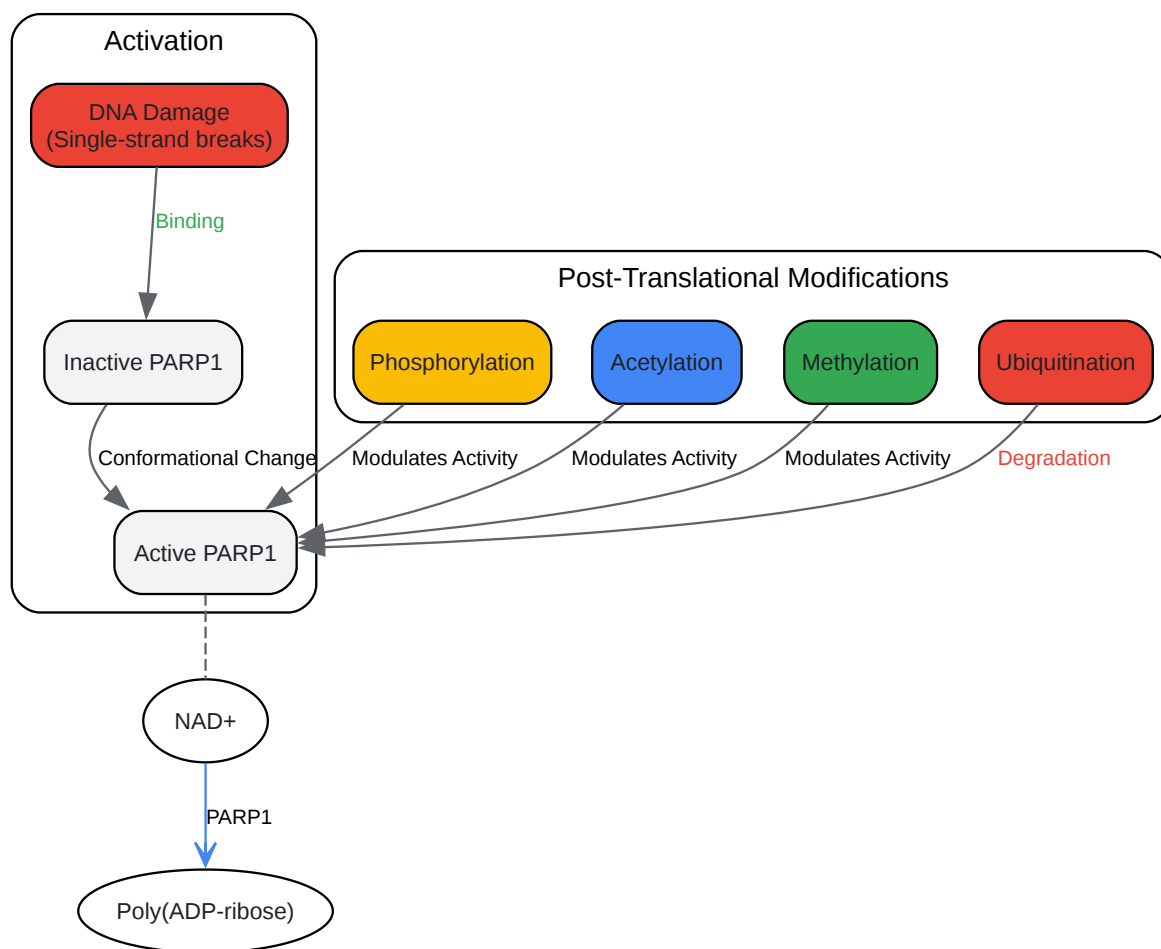 Activation
DNA Damage
(Single-strand breaks)
Binding
Post-Translational Modifications
Inactive PARP1
Phosphorylation
Acetylation
Methylation
Ubiquitination
Conformational Change
Modulates Activity
Modulates Activity
Modulates Activity
Degradation
Active PARP1
NAD+
PARP1
Poly(ADP-ribose)